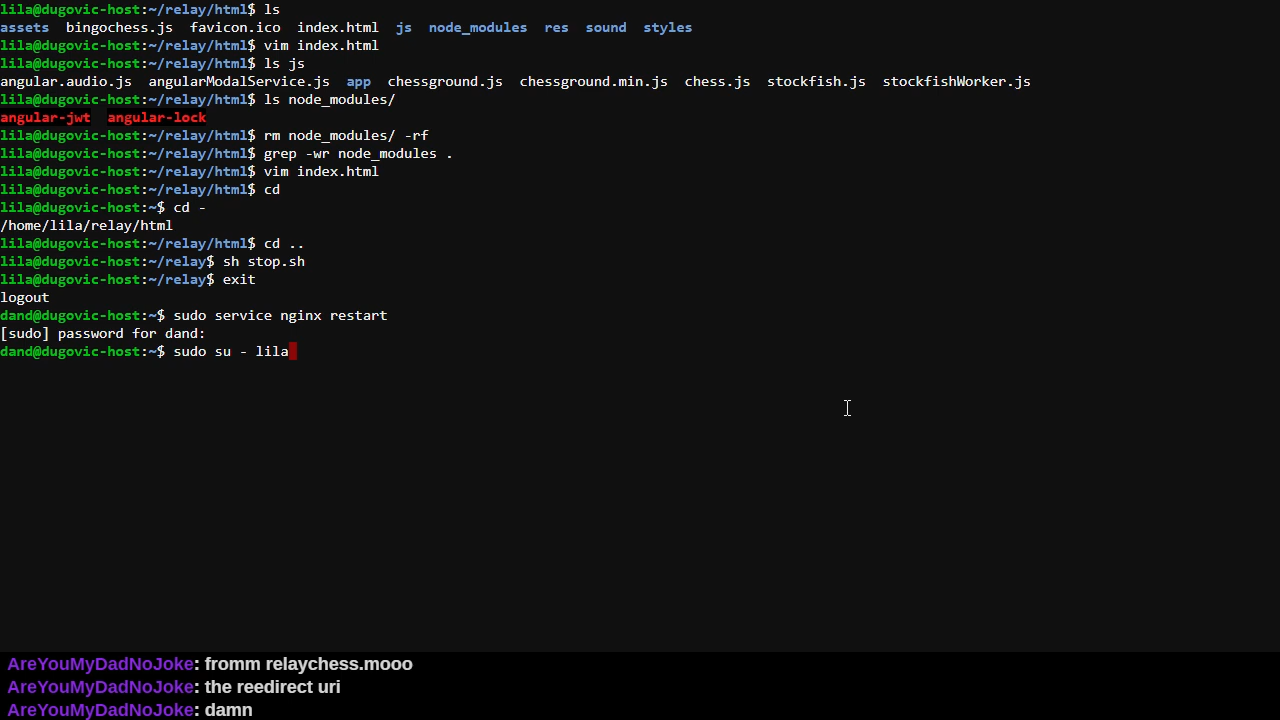 lila@dugovic-host:~/relay/html$ ls
assets  bingochess.js  favicon.ico  index.html  js  node_modules  res  sound  styles
lila@dugovic-host:~/relay/html$ vim index.html
lila@dugovic-host:~/relay/html$ ls js
angular.audio.js  angularModalService.js  app  chessground.js  chessground.min.js  chess.js  stockfish.js  stockfishWorker.js
lila@dugovic-host:~/relay/html$ ls node_modules/
angular-jwt  angular-lock
lila@dugovic-host:~/relay/html$ rm node_modules/ -rf
lila@dugovic-host:~/relay/html$ grep -wr node_modules .
lila@dugovic-host:~/relay/html$ vim index.html
lila@dugovic-host:~/relay/html$ cd
lila@dugovic-host:~$ cd -
/home/lila/relay/html
lila@dugovic-host:~/relay/html$ cd ..
lila@dugovic-host:~/relay$ sh stop.sh
lila@dugovic-host:~/relay$ exit
logout
dand@dugovic-host:~$ sudo service nginx restart
[sudo] password for dand:
dand@dugovic-host:~$ sudo su - lila
AreYouMyDadNoJoke: fromm relaychess.mooo
AreYouMyDadNoJoke: the reedirect uri
AreYouMyDadNoJoke: damn